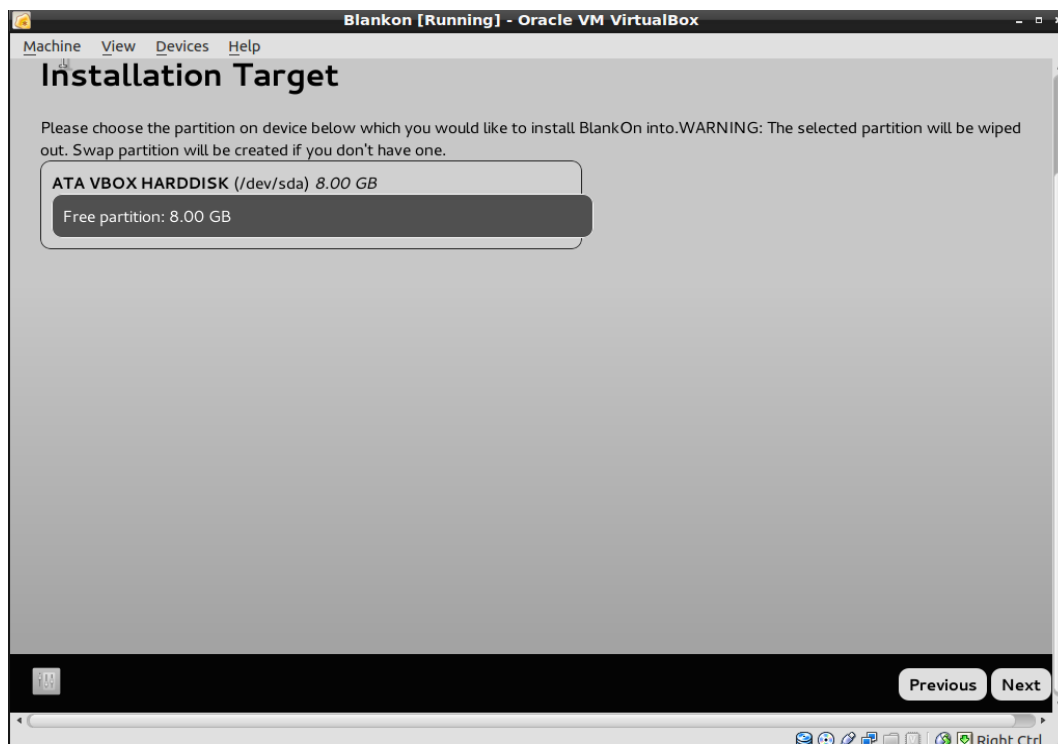 Blankon [Running] - Oracle VM VirtualBox
Machine View Devices Help
Installation Target
Please choose the partition on device below which you would like to install BlankOn into.WARNING: The selected partition will be wiped
out. Swap partition will be created if you don't have one.
ATA VBOX HARDDISK (/dev/sda) 8.00 GB
Free partition: 8.00 GB
Previous Next
Right Ctrl